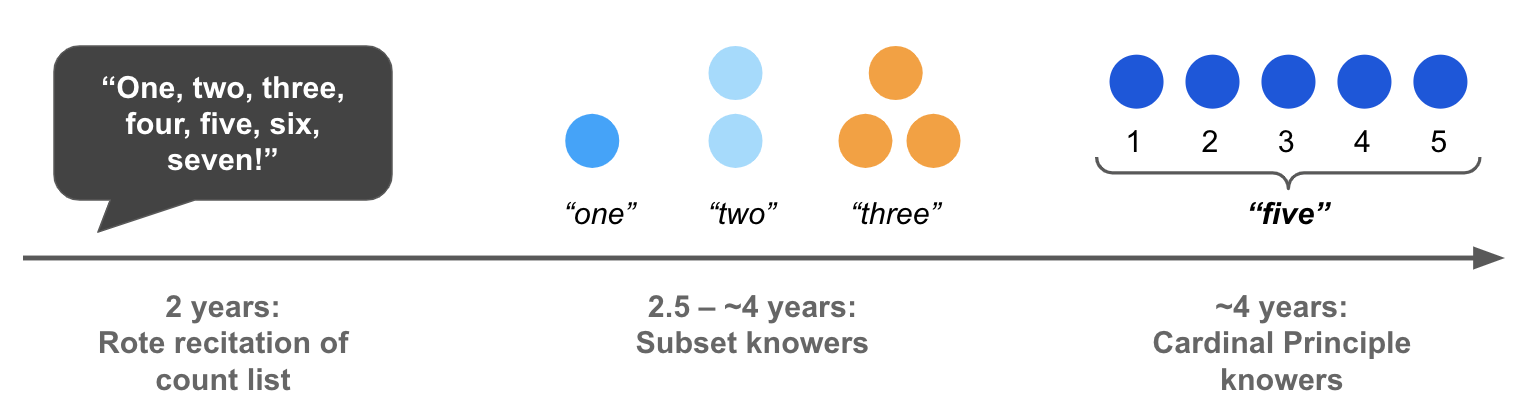 “One, two, three,
four, five, six,
seven!”
“one”
“two”
“three”
1 2 3 4 5
“five”
2 years:
Rote recitation of
count list
2.5 – ~4 years:
Subset knowers
~4 years:
Cardinal Principle
knowers